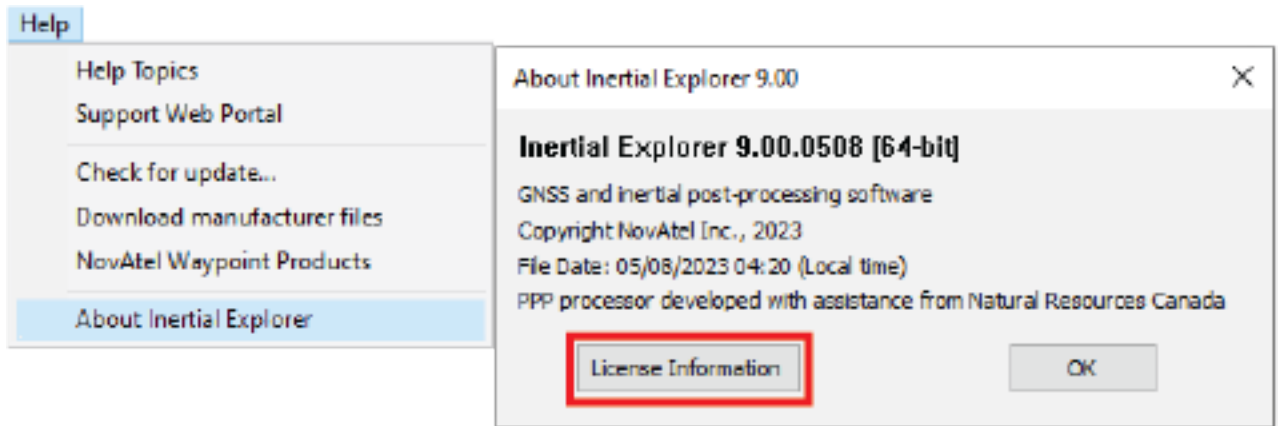 Help
Help Topics
Support Web Portal
Check for update...
Download manufacturer files
NovAtel Waypoint Products
About Inertial Explorer
About Inertial Explorer 9.00
Inertial Explorer 9.00.0508 [64-bit]
GNSS and inertial post-processing software
Copyright NovAtel Inc., 2023
File Date: 05/08/2023 04:20 (Local time)
PPP processor developed with assistance from Natural Resources Canada
License Information
OK